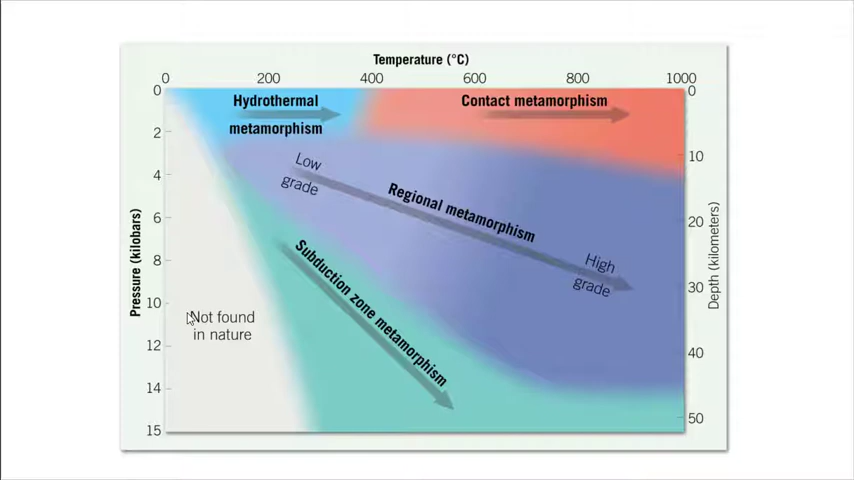 Temperature (°C)
0 200 400 600 800 1000
0
2
4
6
8
10
12
14
15
Pressure (kilobars)
Hydrothermal
metamorphism
Contact metamorphism
Low
grade
Regional metamorphism
High
grade
Subduction zone metamorphism
Not found
in nature
0
10
20
30
40
50
Depth (kilometers)